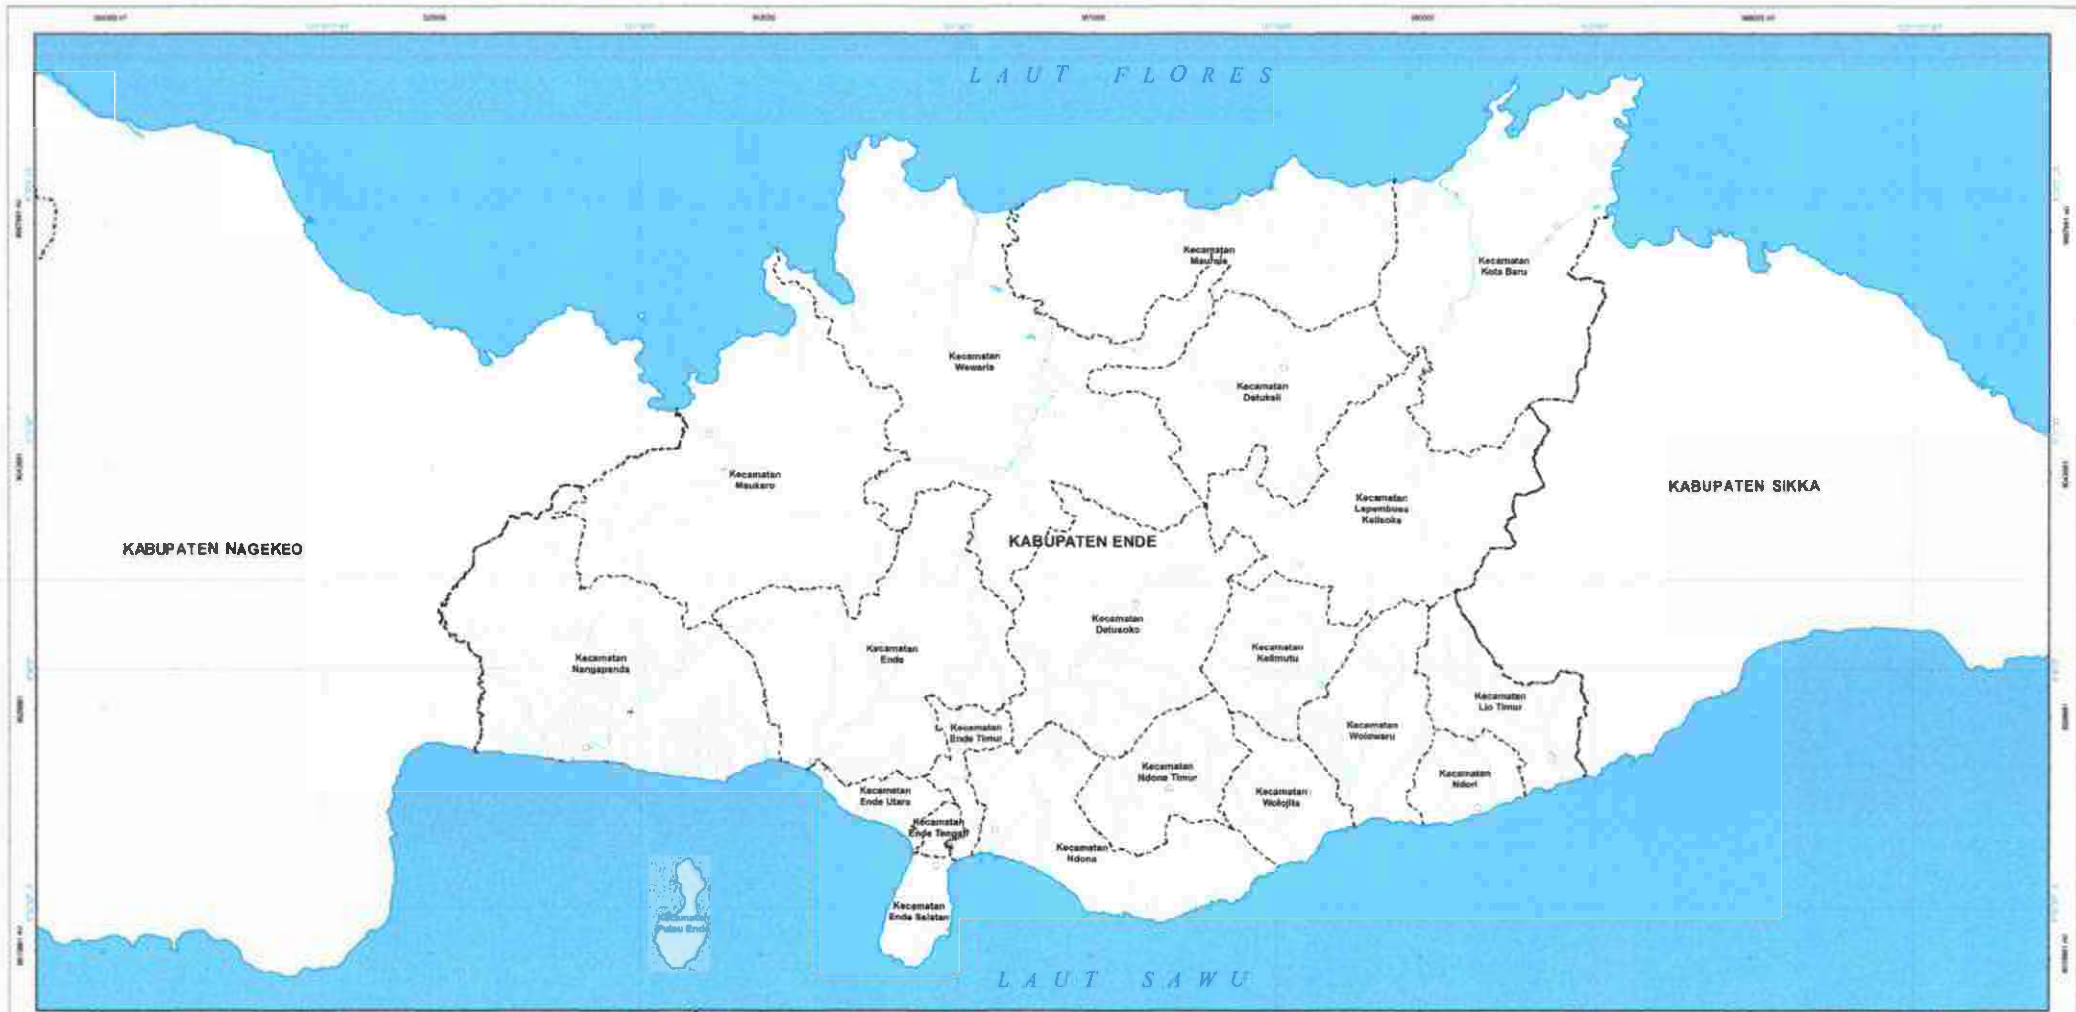 LAUT FLORES
Kecamatan
Maurole
Kecamatan
Kota Baru
Kecamatan
Wewaria
Kecamatan
Detukeli
Kecamatan
Maukaro
KABUPATEN SIKKA
Kecamatan
Lepembusu
Kelisoke
KABUPATEN NAGEKEO
KABUPATEN ENDE
Kecamatan
Detusoko
Kecamatan
Ende
Kecamatan
Kelimutu
Kecamatan
Nangapanda
Kecamatan
Lio Timur
Kecamatan
Ende Timur
Kecamatan
Wolowaru
Kecamatan
Ndona Timur
Kecamatan
Ndori
Kecamatan
Ende Utara
Kecamatan
Wolojita
Kecamatan
Ende Tengah
Kecamatan
Ndona
Kecamatan
Ende Selatan
Kecamatan
Pulau Ende
LAUT SAWU